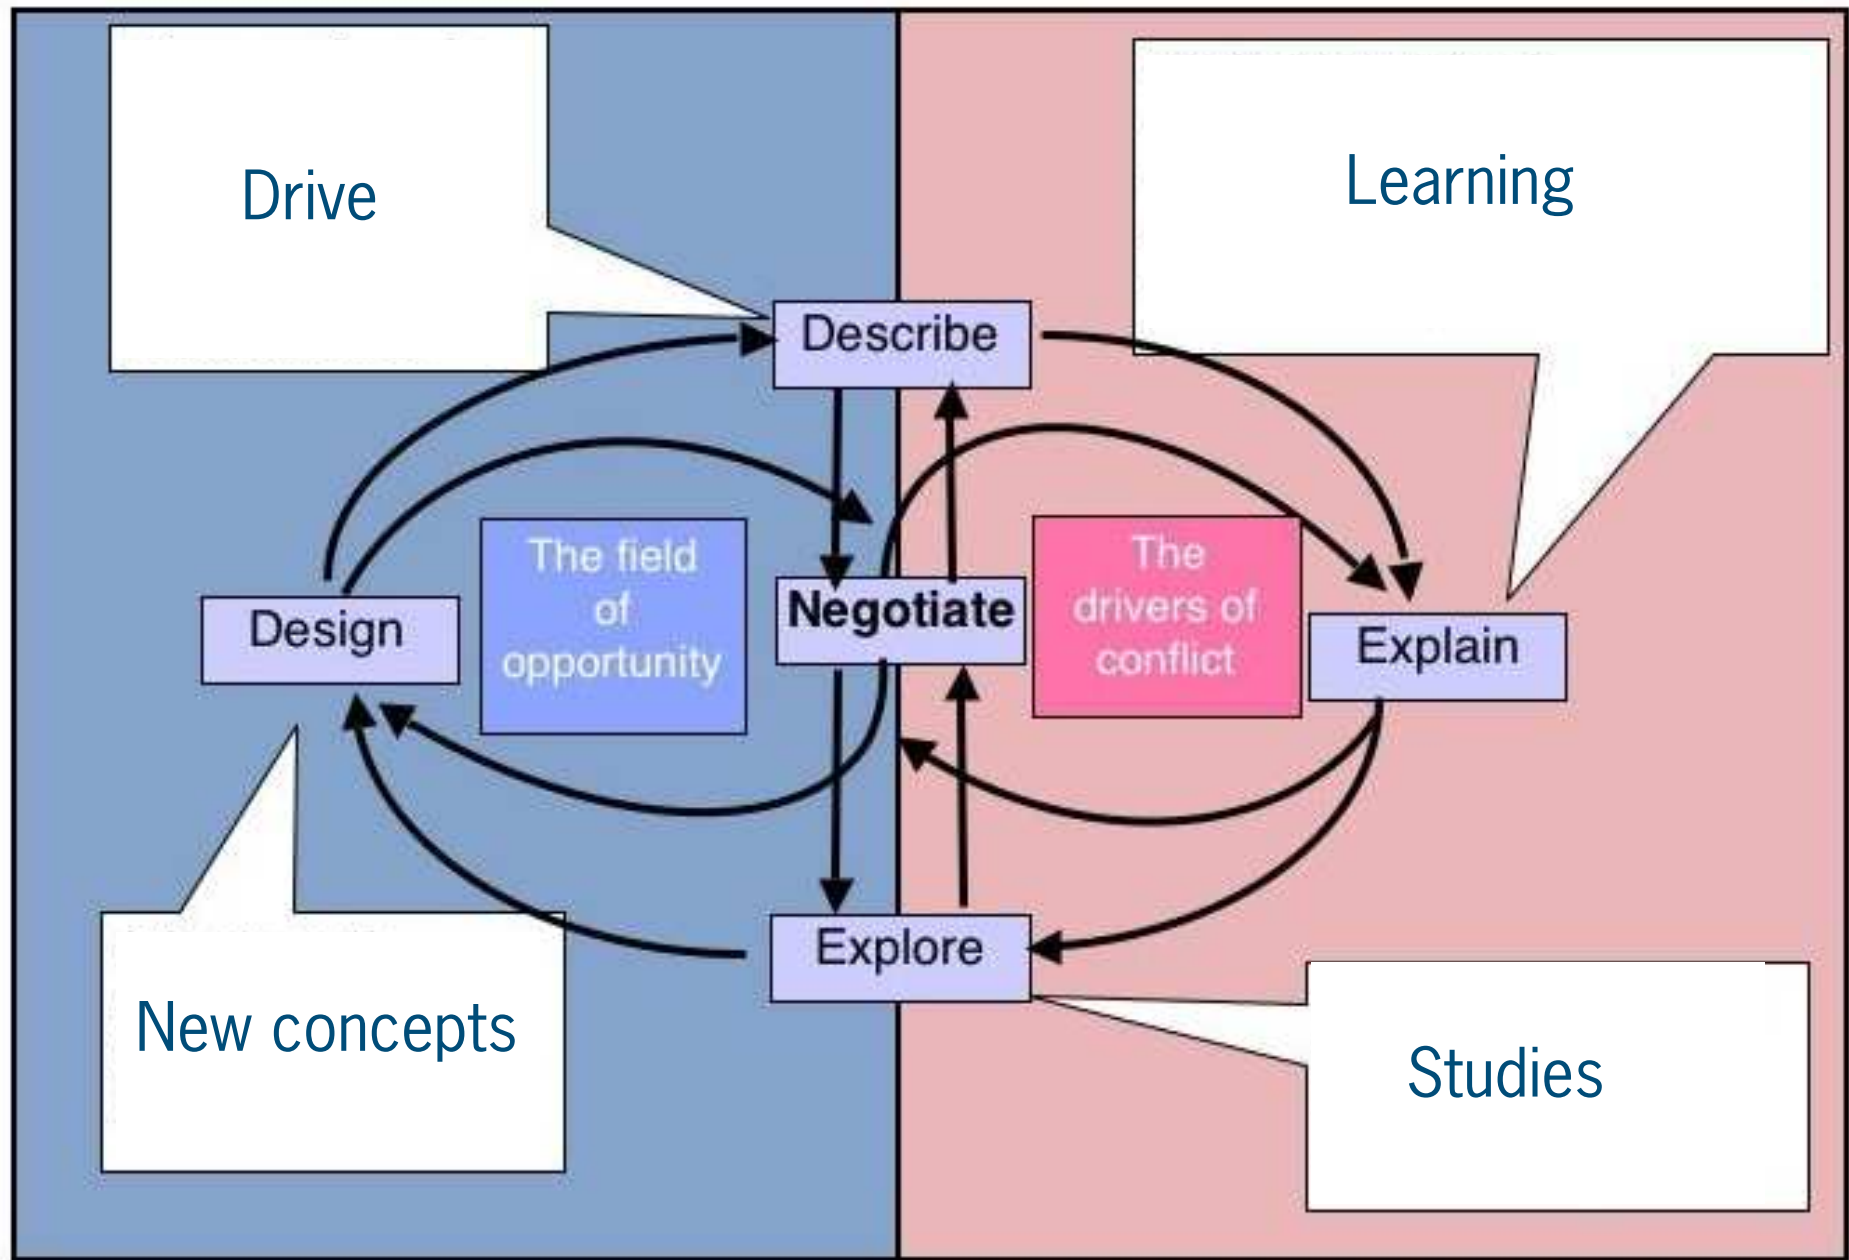 Drive
Learning
Describe
The field
of
opportunity
Negotiate
The
drivers of
conflict
Design
Explain
Explore
New concepts
Studies